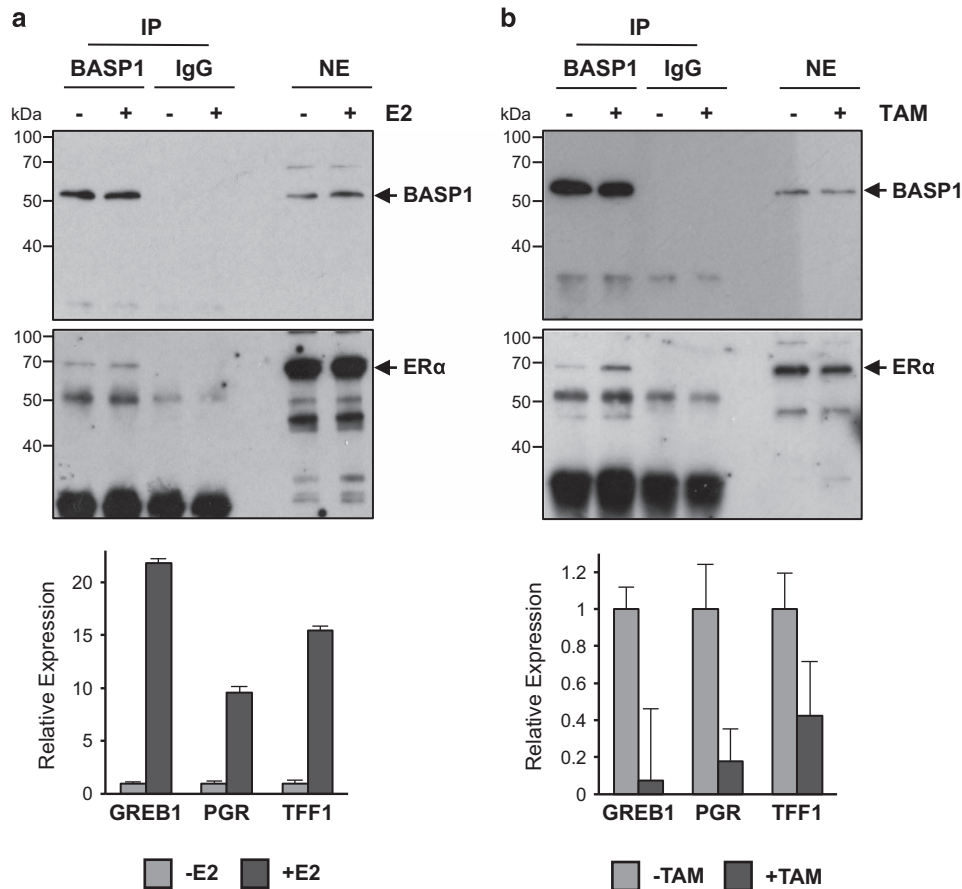 a
IP
BASP1 IgG NE
kDa - + - + - + E2
100
70
50
40
BASP1
100
70
50
40
ERα
Relative Expression
20
15
10
5
0
GREB1 PGR TFF1
-E2 +E2
b
IP
BASP1 IgG NE
kDa - + - + - + TAM
100
70
50
40
BASP1
100
70
50
40
ERα
Relative Expression
1.2
1
0.8
0.6
0.4
0.2
0
GREB1 PGR TFF1
-TAM +TAM